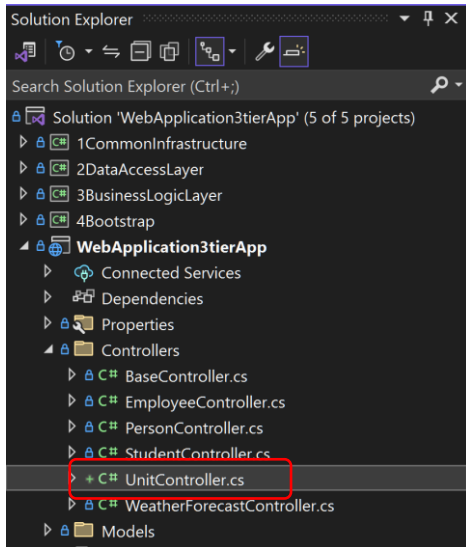 Solution Explorer
Search Solution Explorer (Ctrl+;)
Solution 'WebApplication3tierApp' (5 of 5 projects)
C# 1CommonInfrastructure
C# 2DataAccessLayer
C# 3BusinessLogicLayer
C# 4Bootstrap
WebApplication3tierApp
Connected Services
Dependencies
Properties
Controllers
C# BaseController.cs
C# EmployeeController.cs
C# PersonController.cs
C# StudentController.cs
+ C# UnitController.cs
C# WeatherForecastController.cs
Models